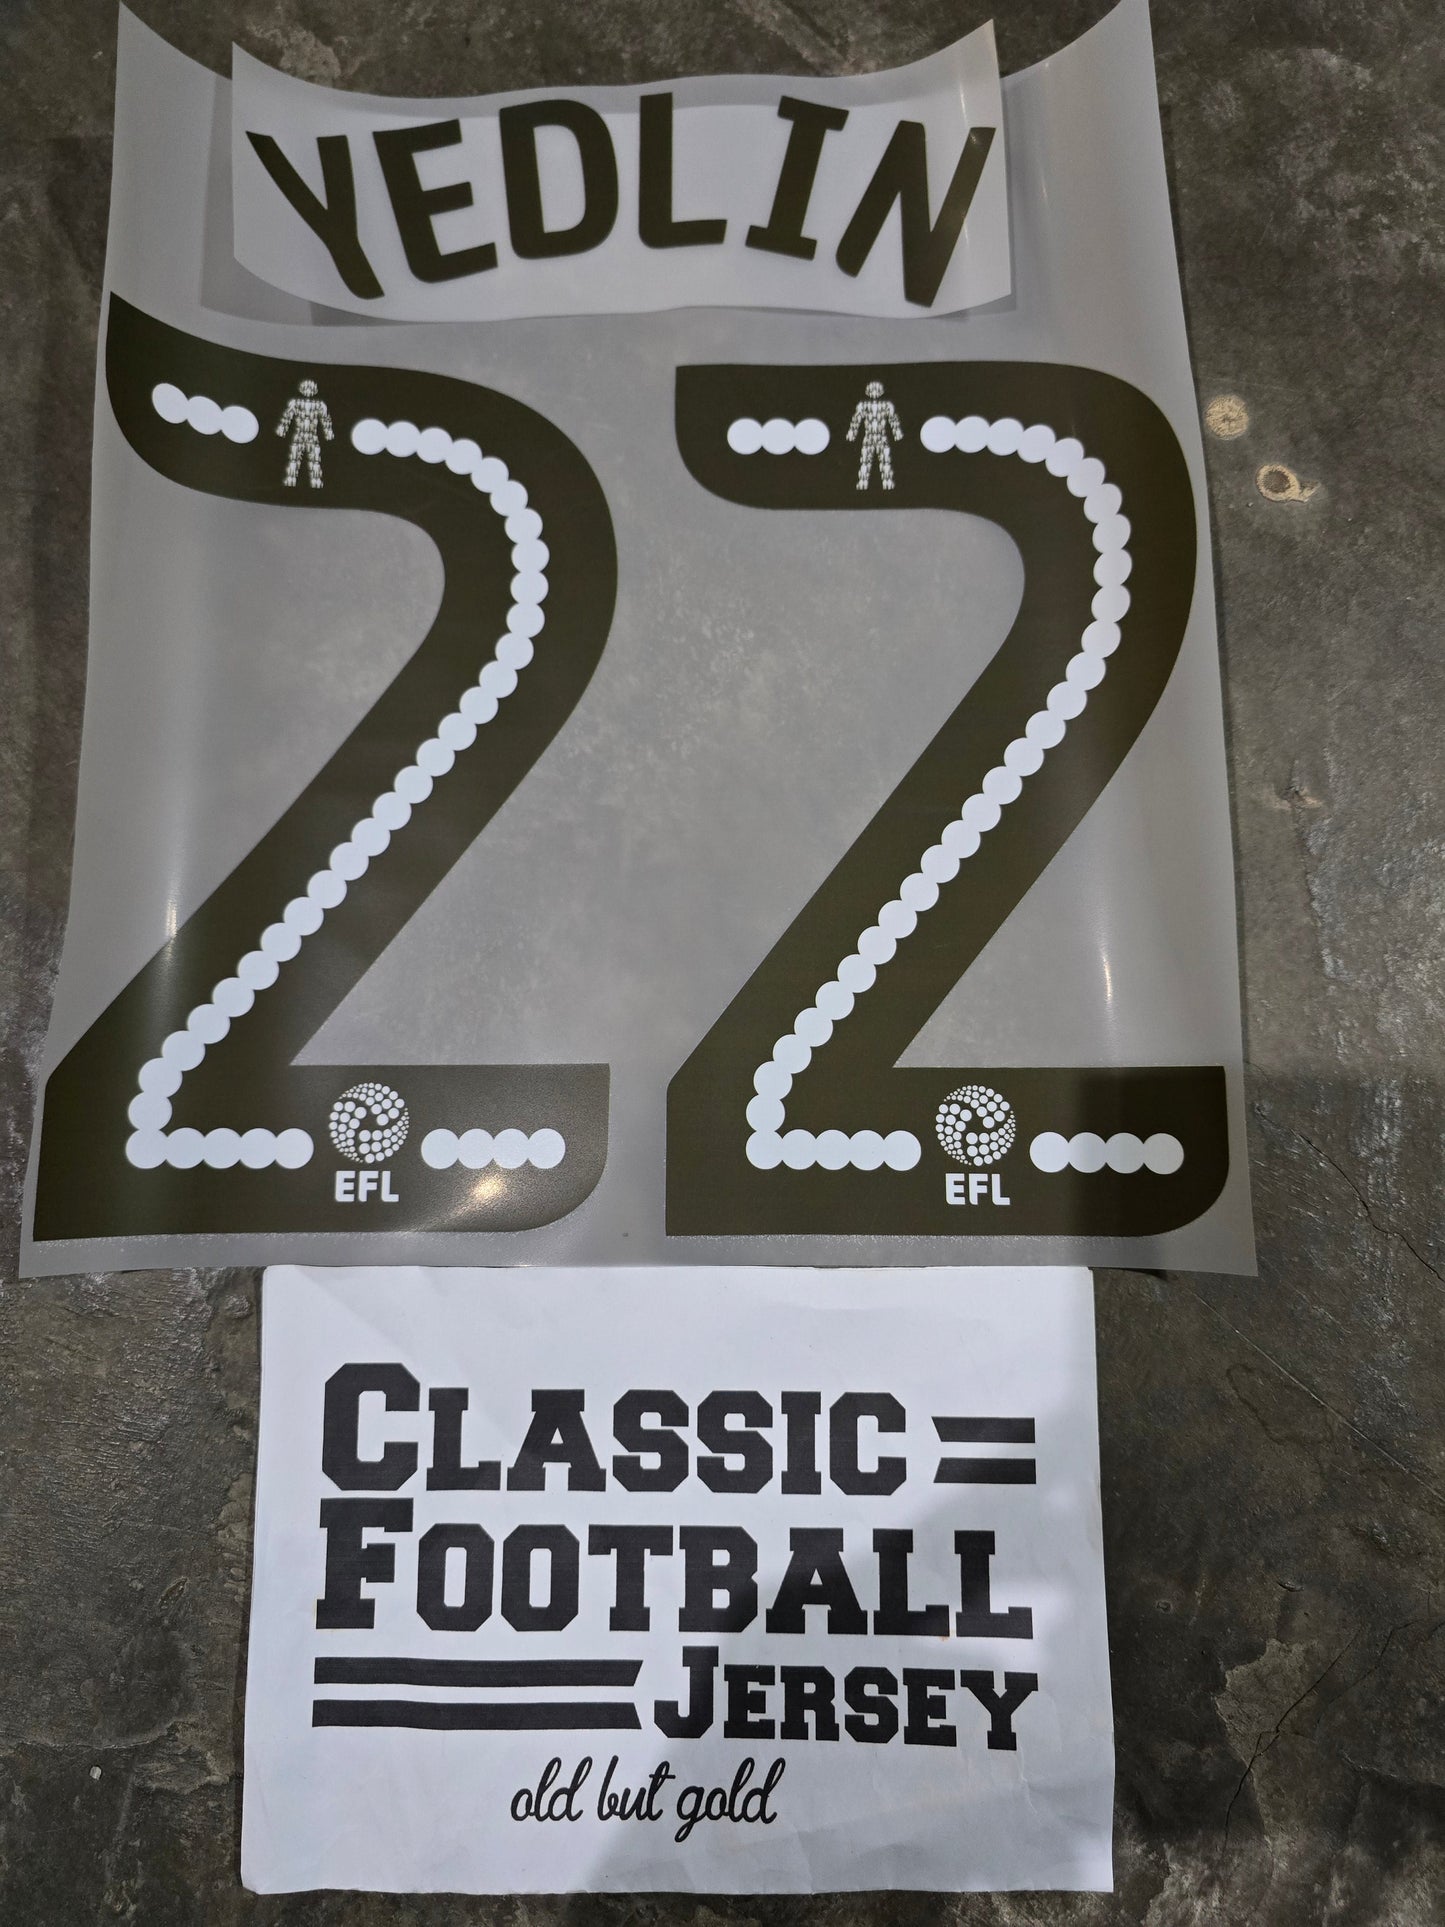 YEDLIN
22
EFL EFL
CLASSIC
FOOTBALL
JERSEY
old but gold